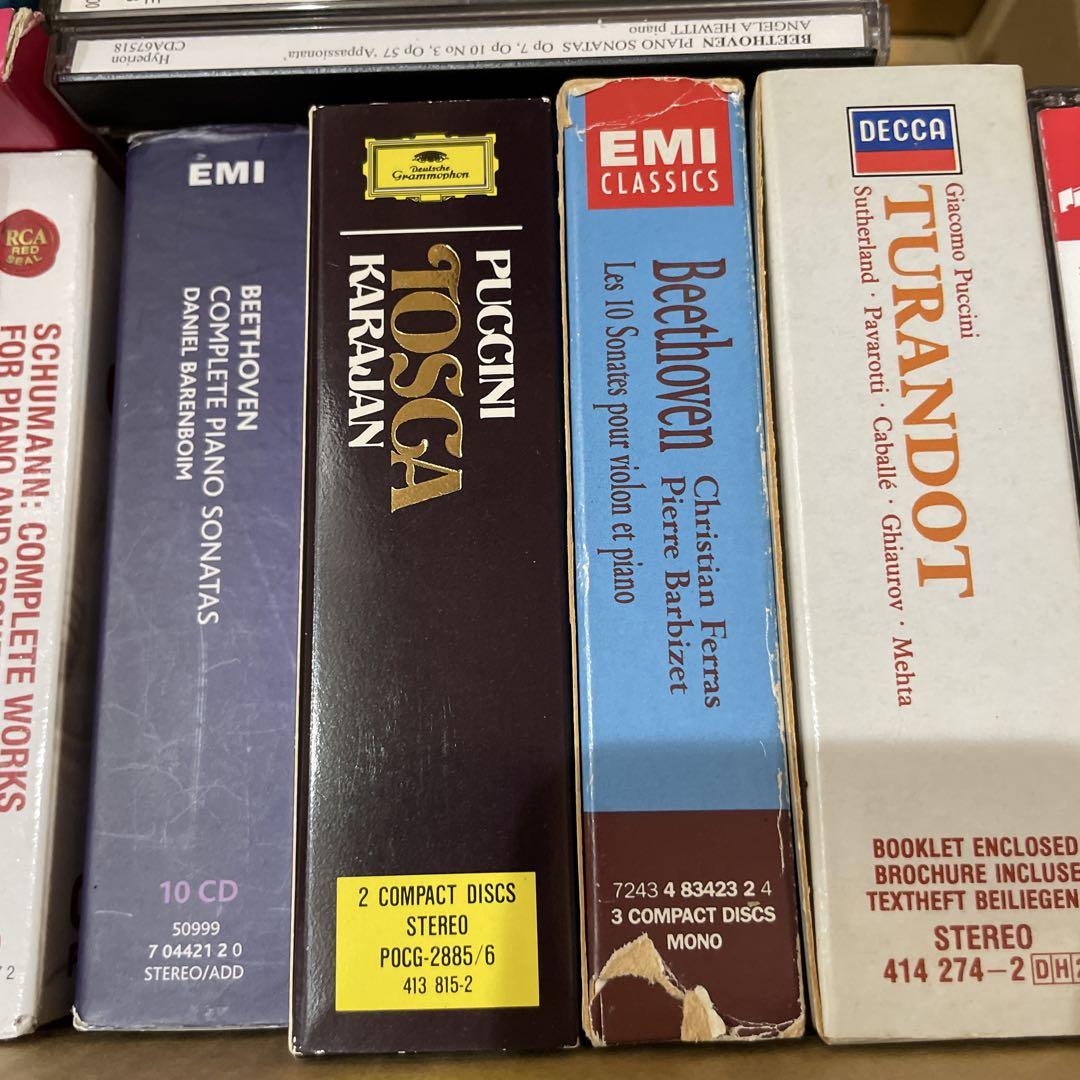 BEETHOVEN PIANO SONATAS Op 7, Op 10 No 3, Op 57 'Appassionata'
ANGELA HEWITT piano
Hyperion
CDA67518
RCA
RED
SEAL
SCHUMANN: COMPLETE WORKS
FOR PIANO AND
EMI
BEETHOVEN
COMPLETE PIANO SONATAS
DANIEL BARENBOIM
10 CD
50999
7 04421 2 0
STEREO/ADD
Deutsche
Grammophon
PUCCINI
TOSCA
KARAJAN
2 COMPACT DISCS
STEREO
POCG-2885/6
413 815-2
EMI
CLASSICS
Beethoven
Christian Ferras
Pierre Barbizet
Les 10 Sonates pour violon et piano
7243 4 83423 2 4
3 COMPACT DISCS
MONO
DECCA
Giacomo Puccini
TURANDOT
Sutherland · Pavarotti · Caballé · Ghiaurov · Mehta
BOOKLET ENCLOSED
BROCHURE INCLUSE
TEXTHEFT BEILIEGEN
STEREO
414 274-2 DH2